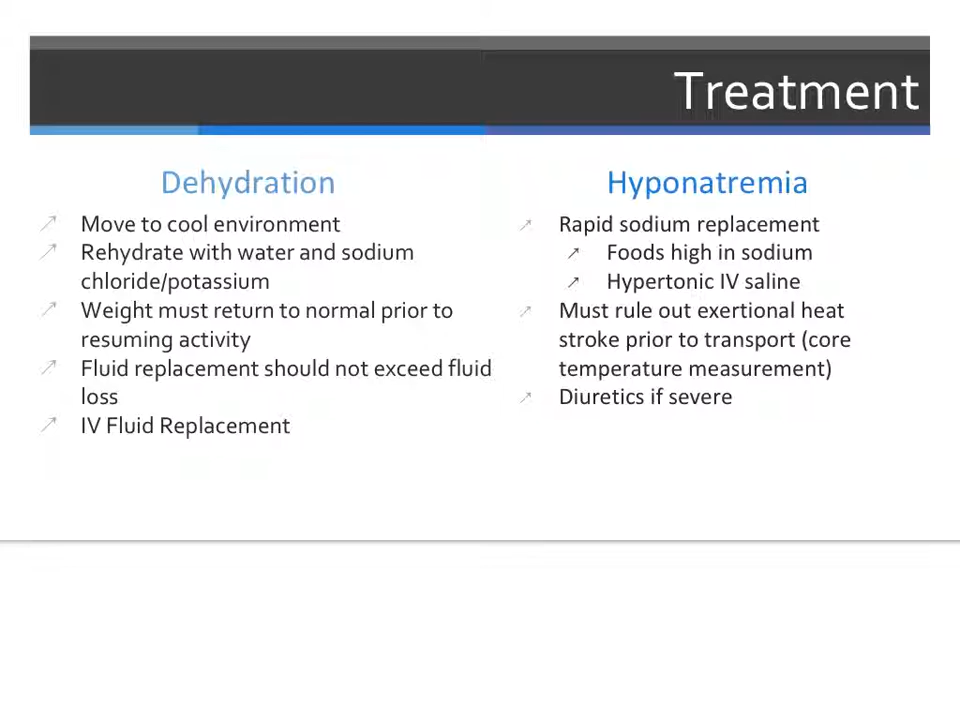 Treatment
Dehydration
Move to cool environment
Rehydrate with water and sodium
chloride/potassium
Weight must return to normal prior to
resuming activity
Fluid replacement should not exceed fluid
loss
IV Fluid Replacement
Hyponatremia
Rapid sodium replacement
Foods high in sodium
Hypertonic IV saline
Must rule out exertional heat
stroke prior to transport (core
temperature measurement)
Diuretics if severe